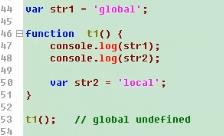 44 var str1 = 'global';
45
46 function  t1() {
47     console.log(str1);
48     console.log(str2);
49
50     var str2 = 'local';
51 }
52
53 t1();   // global undefined
54